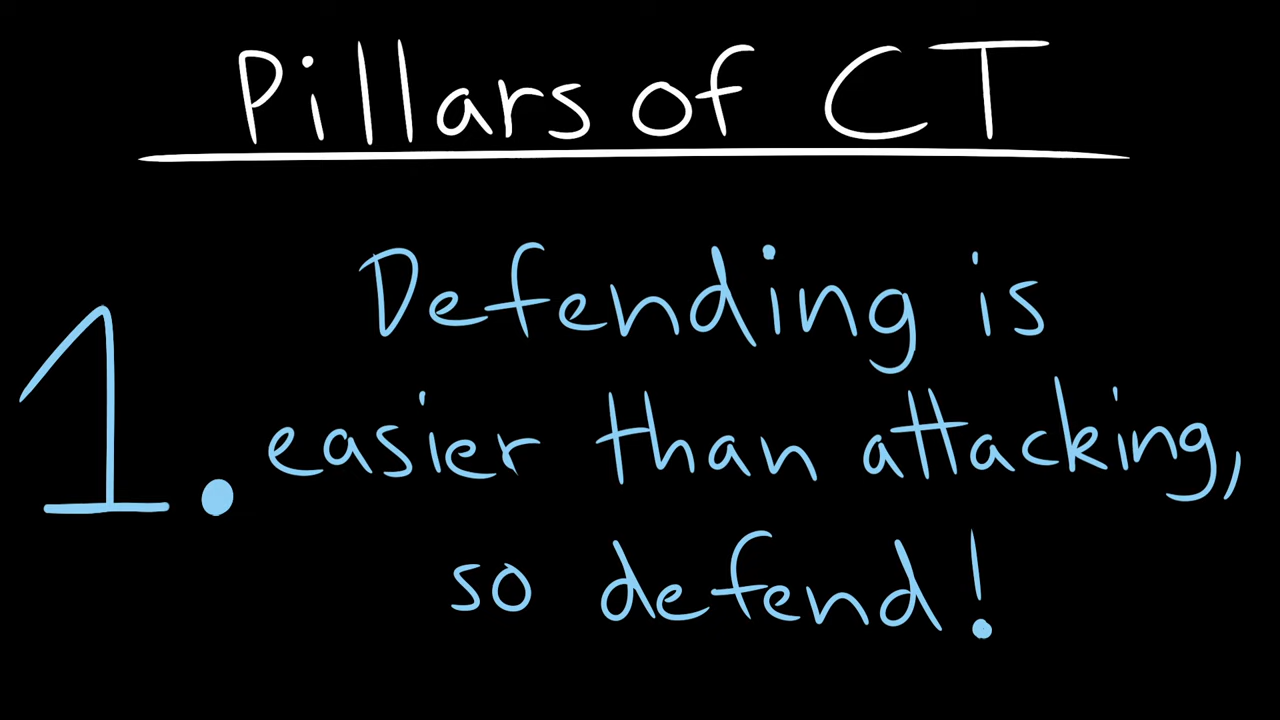 Pillars of CT
1. Defending is
easier than attacking,
so defend!